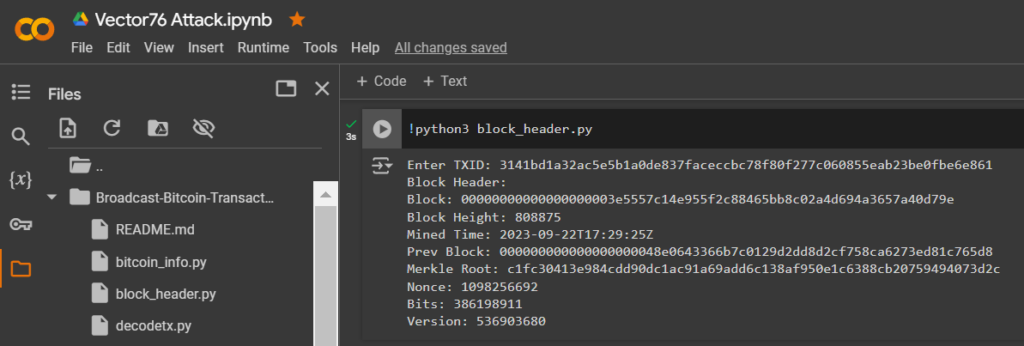 Vector76 Attack.ipynb
File Edit View Insert Runtime Tools Help All changes saved
Files
+ Code + Text
..
Broadcast-Bitcoin-Transact...
README.md
bitcoin_info.py
block_header.py
decodetx.py
{x}
3s
!python3 block_header.py
Enter TXID: 3141bd1a32ac5e5b1a0de837faceccbc78f80f277c060855eab23be0fbe6e861
Block Header:
Block: 00000000000000000003e5557c14e955f2c88465bb8c02a4d694a3657a40d79e
Block Height: 808875
Mined Time: 2023-09-22T17:29:25Z
Prev Block: 000000000000000000048e0643366b7c0129d2dd8d2cf758ca6273ed81c765d8
Merkle Root: c1fc30413e984cdd90dc1ac91a69add6c138af950e1c6388cb20759494073d2c
Nonce: 1098256692
Bits: 386198911
Version: 536903680